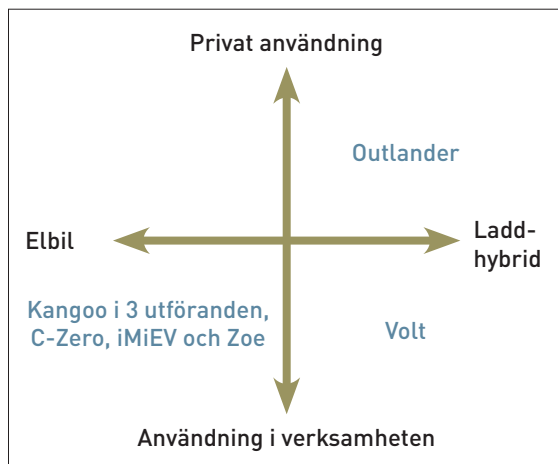 Privat användning
Outlander
Elbil
Ladd-
hybrid
Kangoo i 3 utföranden,
C-Zero, iMiEV och Zoe
Volt
Användning i verksamheten